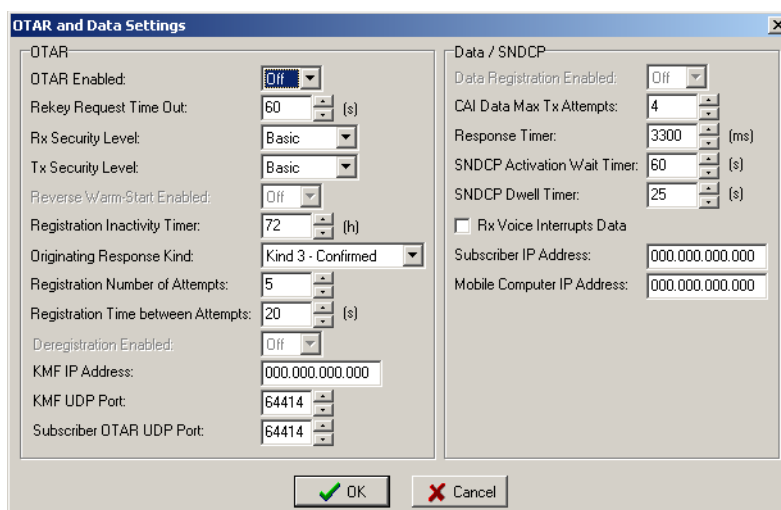 OTAR and Data Settings
OTAR
OTAR Enabled: Off
Rekey Request Time Out: 60 (s)
Rx Security Level: Basic
Tx Security Level: Basic
Reverse Warm-Start Enabled: Off
Registration Inactivity Timer: 72 (h)
Originating Response Kind: Kind 3 - Confirmed
Registration Number of Attempts: 5
Registration Time between Attempts: 20 (s)
Deregistration Enabled: Off
KMF IP Address: 000.000.000.000
KMF UDP Port: 64414
Subscriber OTAR UDP Port: 64414
Data / SNDCP
Data Registration Enabled: Off
CAI Data Max Tx Attempts: 4
Response Timer: 3300 (ms)
SNDCP Activation Wait Timer: 60 (s)
SNDCP Dwell Timer: 25 (s)
Rx Voice Interrupts Data
Subscriber IP Address: 000.000.000.000
Mobile Computer IP Address: 000.000.000.000
OK
Cancel